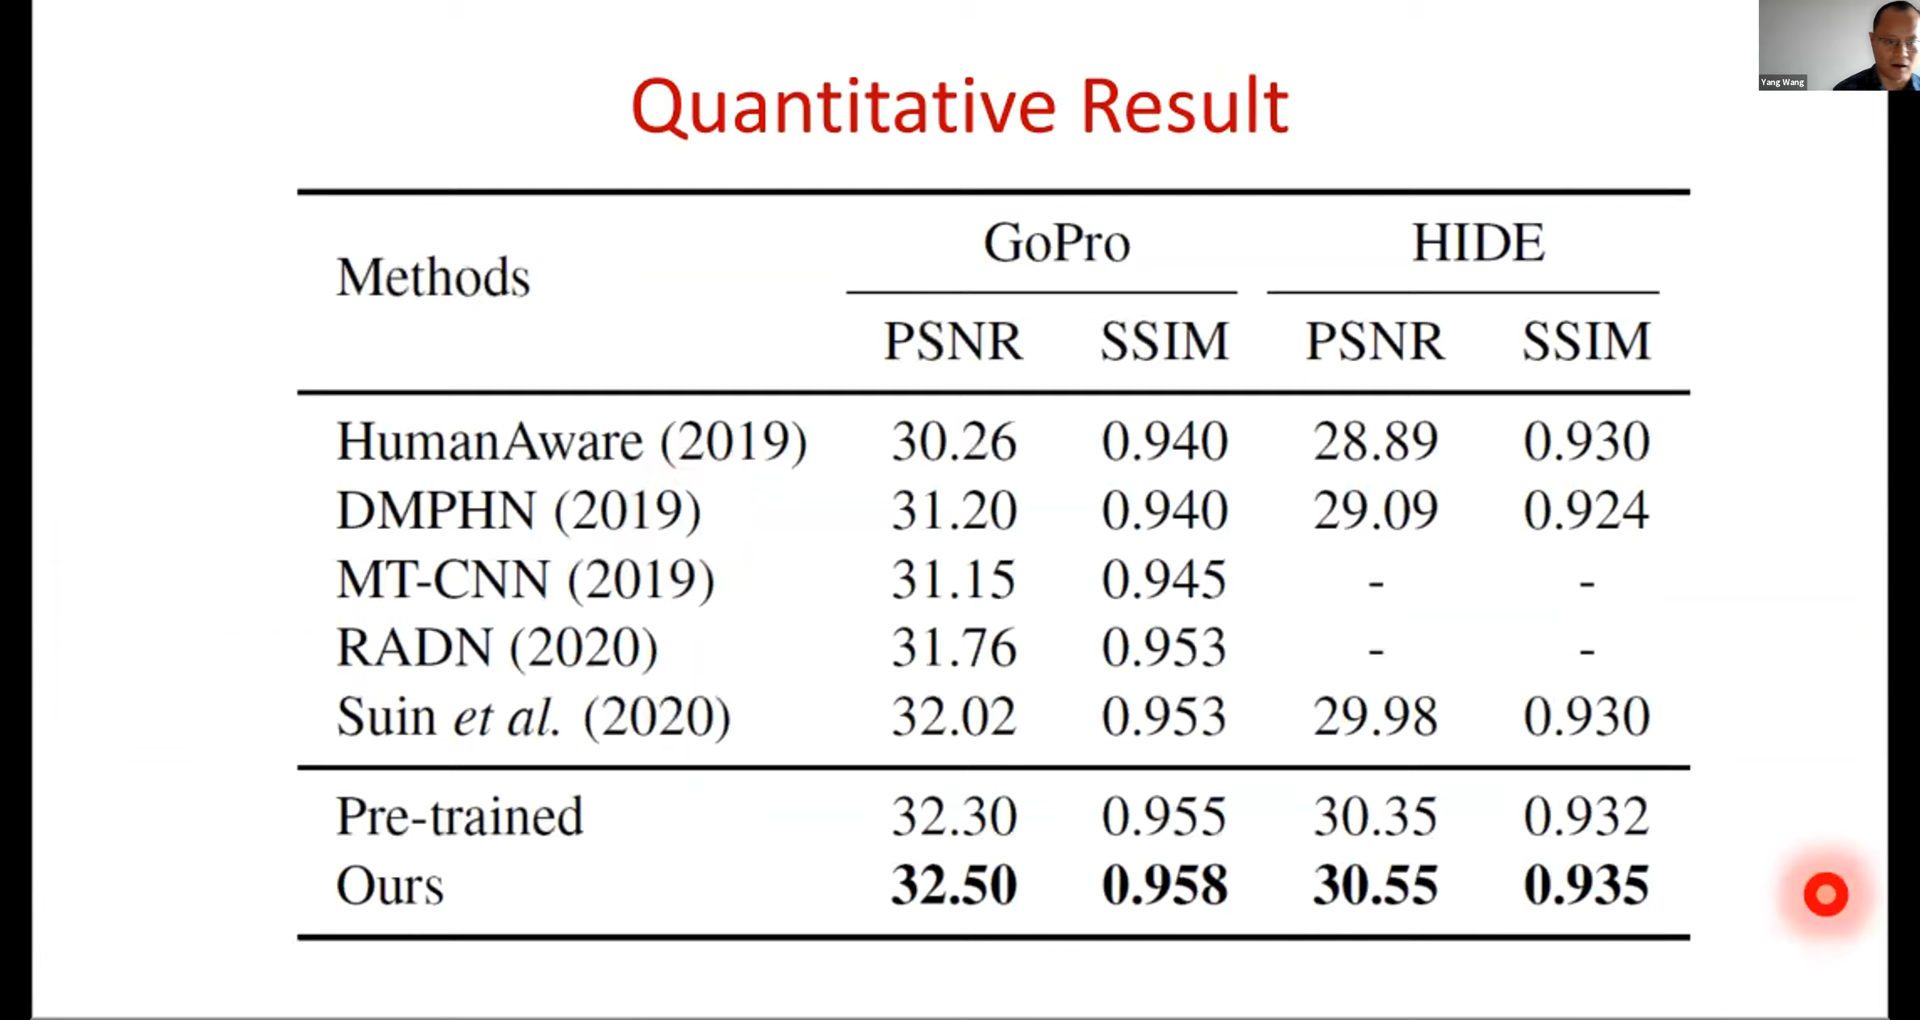 Yang Wang
Quantitative Result
Methods GoPro HIDE
PSNR SSIM PSNR SSIM
HumanAware (2019) 30.26 0.940 28.89 0.930
DMPHN (2019) 31.20 0.940 29.09 0.924
MT-CNN (2019) 31.15 0.945 - -
RADN (2020) 31.76 0.953 - -
Suin et al. (2020) 32.02 0.953 29.98 0.930
Pre-trained 32.30 0.955 30.35 0.932
Ours 32.50 0.958 30.55 0.935